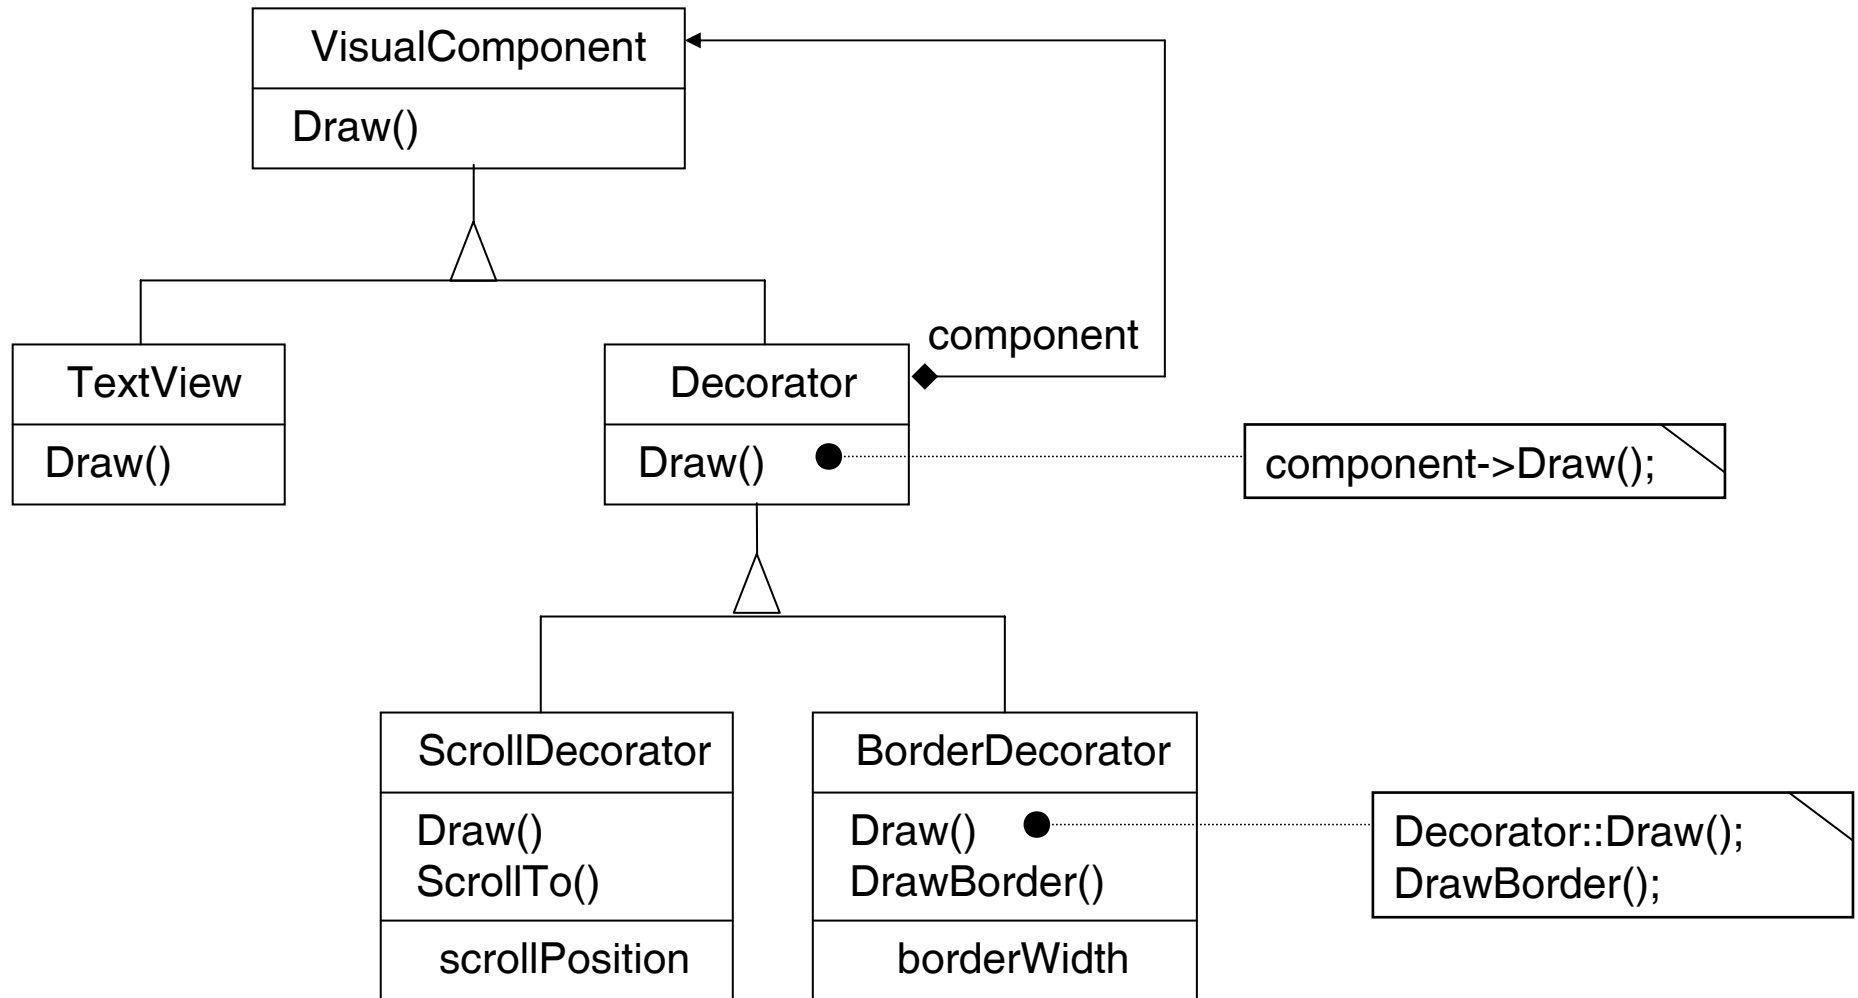 VisualComponent
Draw()
component
TextView
Draw()
Decorator
Draw()
component->Draw();
ScrollDecorator
Draw()
ScrollTo()
scrollPosition
BorderDecorator
Draw()
DrawBorder()
borderWidth
Decorator::Draw();
DrawBorder();